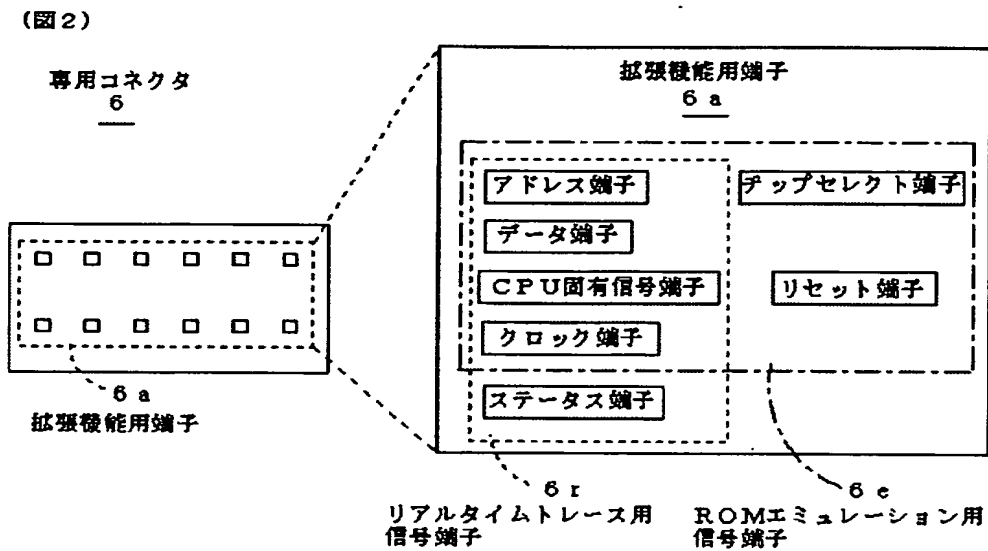 (図2)
専用コネクタ
6
6a
拡張機能用端子
拡張機能用端子
6a
アドレス端子
チップセレクト端子
データ端子
CPU固有信号端子
リセット端子
クロック端子
ステータス端子
6r
リアルタイムトレース用
信号端子
6e
ROMエミュレーション用
信号端子